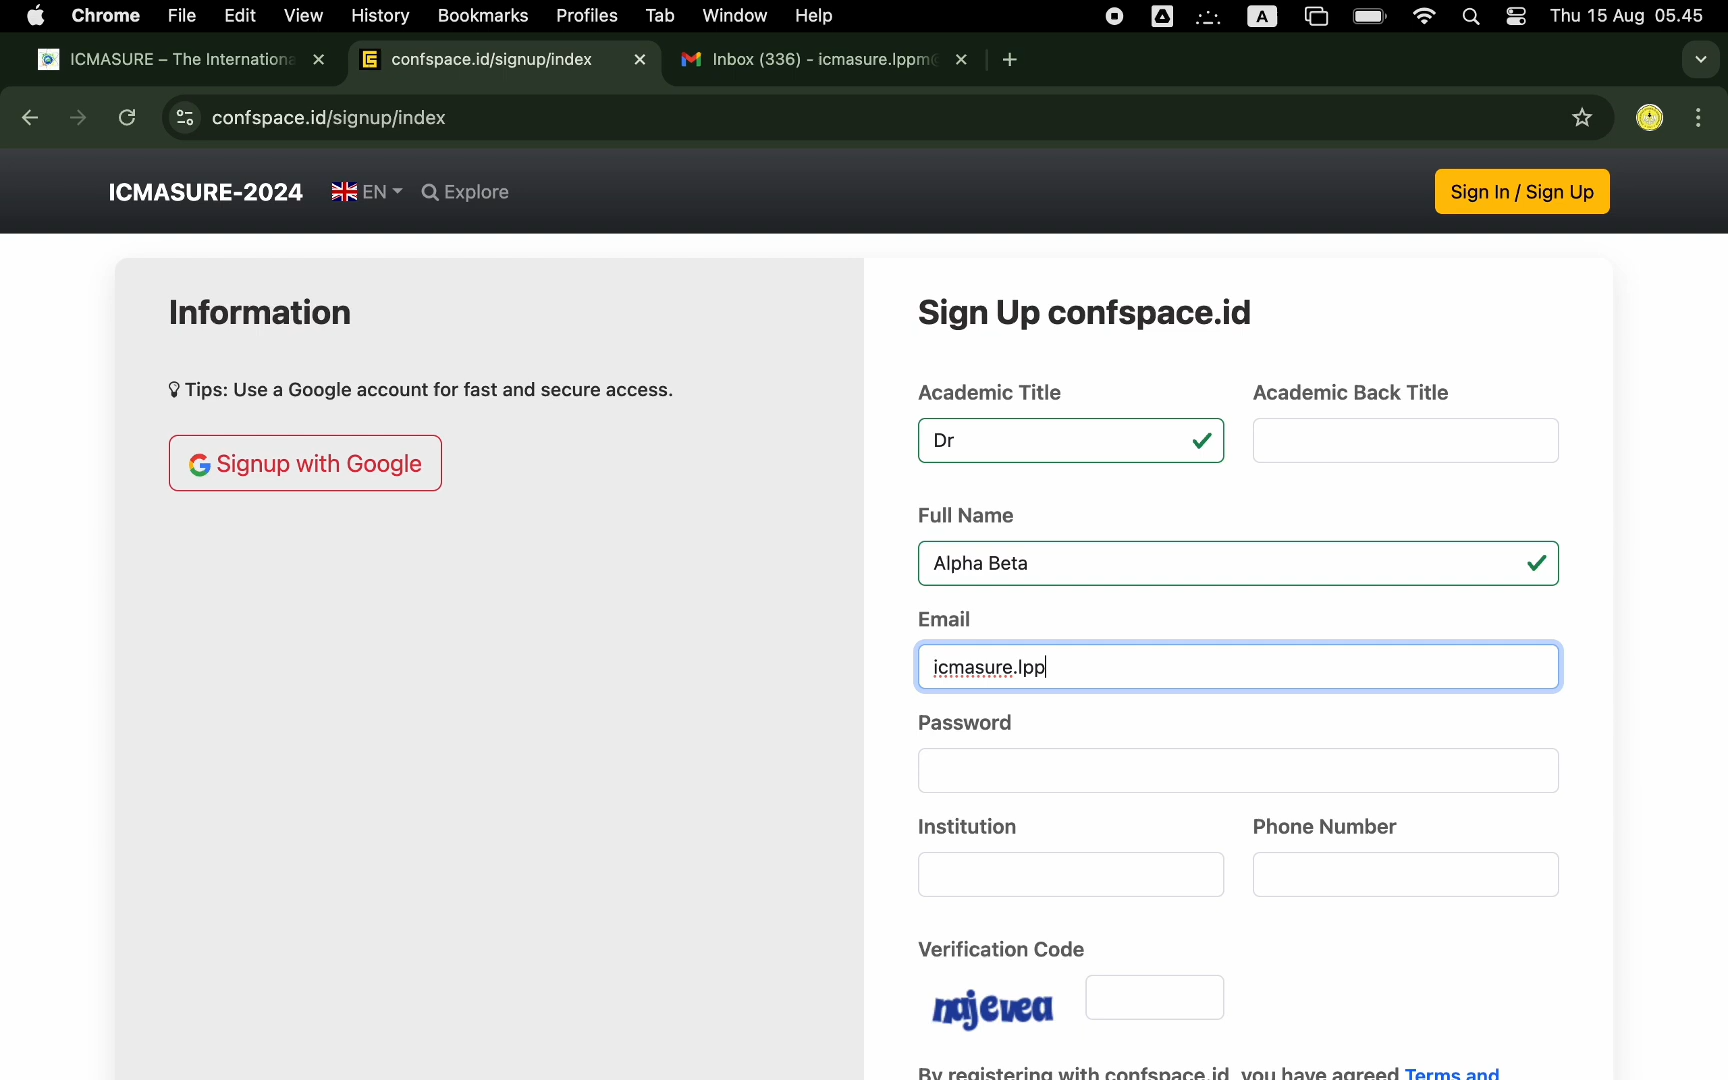 Chrome File Edit View History Bookmarks Profiles Tab Window Help A Thu 15 Aug 05.45
ICMASURE – The Internationa confspace.id/signup/index Inbox (336) - icmasure.lppm@
confspace.id/signup/index
ICMASURE-2024 EN Explore Sign In / Sign Up
Information
Tips: Use a Google account for fast and secure access.
Signup with Google
Sign Up confspace.id
Academic Title Academic Back Title
Dr
Full Name
Alpha Beta
Email
icmasure.lpp
Password
Institution Phone Number
Verification Code
najevea
By registering with confspace.id, you have agreed Terms and